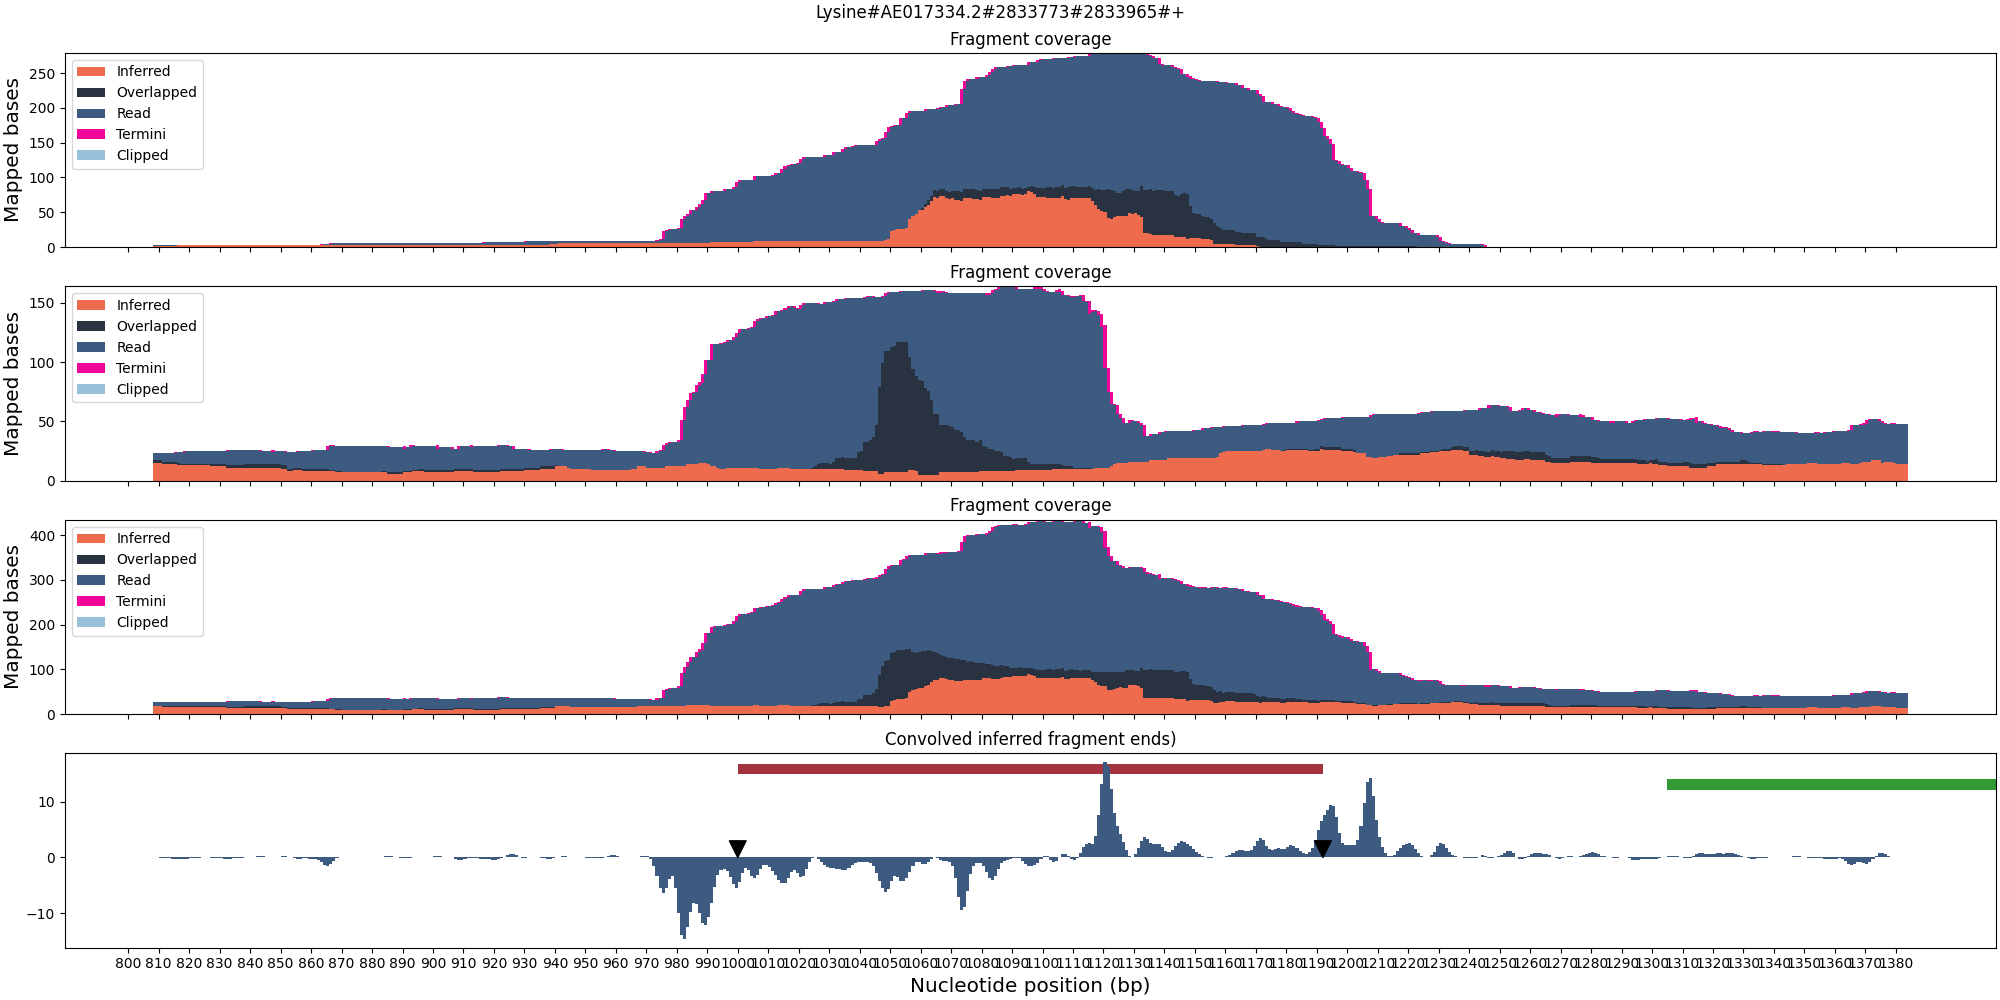 Lysine#AE017334.2#2833773#2833965#+
Fragment coverage
Mapped bases
250
200
150
100
50
0
Inferred
Overlapped
Read
Termini
Clipped
Fragment coverage
Mapped bases
150
100
50
0
Inferred
Overlapped
Read
Termini
Clipped
Fragment coverage
Mapped bases
400
300
200
100
0
Inferred
Overlapped
Read
Termini
Clipped
Convolved inferred fragment ends)
10
0
−10
800 810 820 830 840 850 860 870 880 890 900 910 920 930 940 950 960 970 980 990 1000 1010 1020 1030 1040 1050 1060 1070 1080 1090 1100 1110 1120 1130 1140 1150 1160 1170 1180 1190 1200 1210 1220 1230 1240 1250 1260 1270 1280 1290 1300 1310 1320 1330 1340 1350 1360 1370 1380
Nucleotide position (bp)